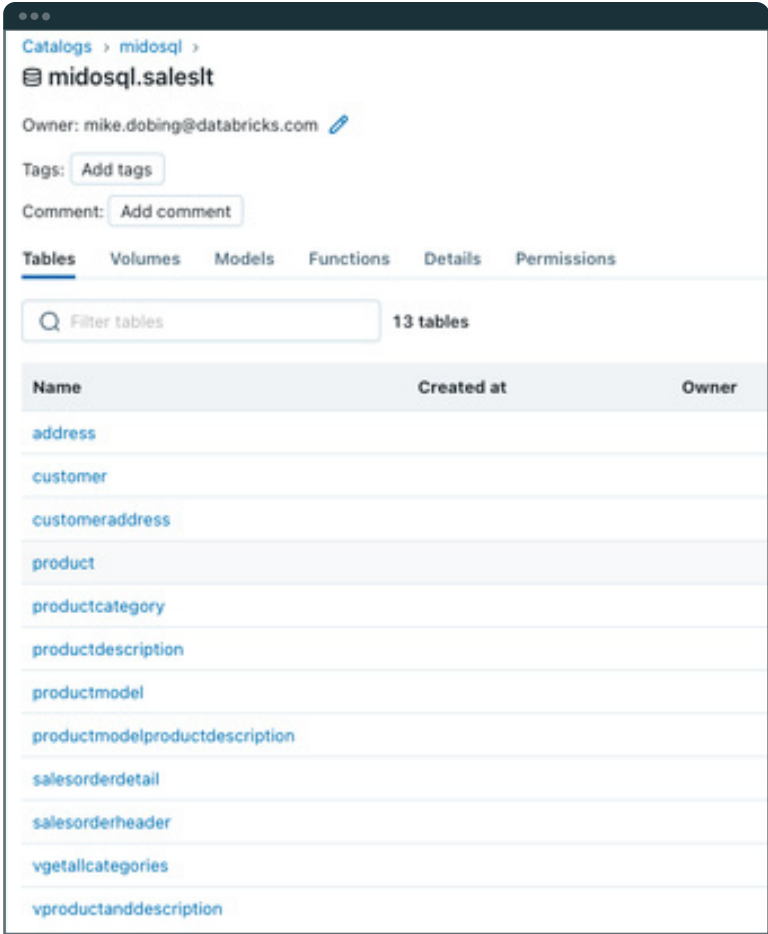 Catalogs › midosql ›
midosql.saleslt
Owner: mike.dobing@databricks.com
Tags: Add tags
Comment: Add comment
Tables Volumes Models Functions Details Permissions
Filter tables 13 tables
Name Created at Owner
address
customer
customeraddress
product
productcategory
productdescription
productmodel
productmodelproductdescription
salesorderdetail
salesorderheader
vgetallcategories
vproductanddescription